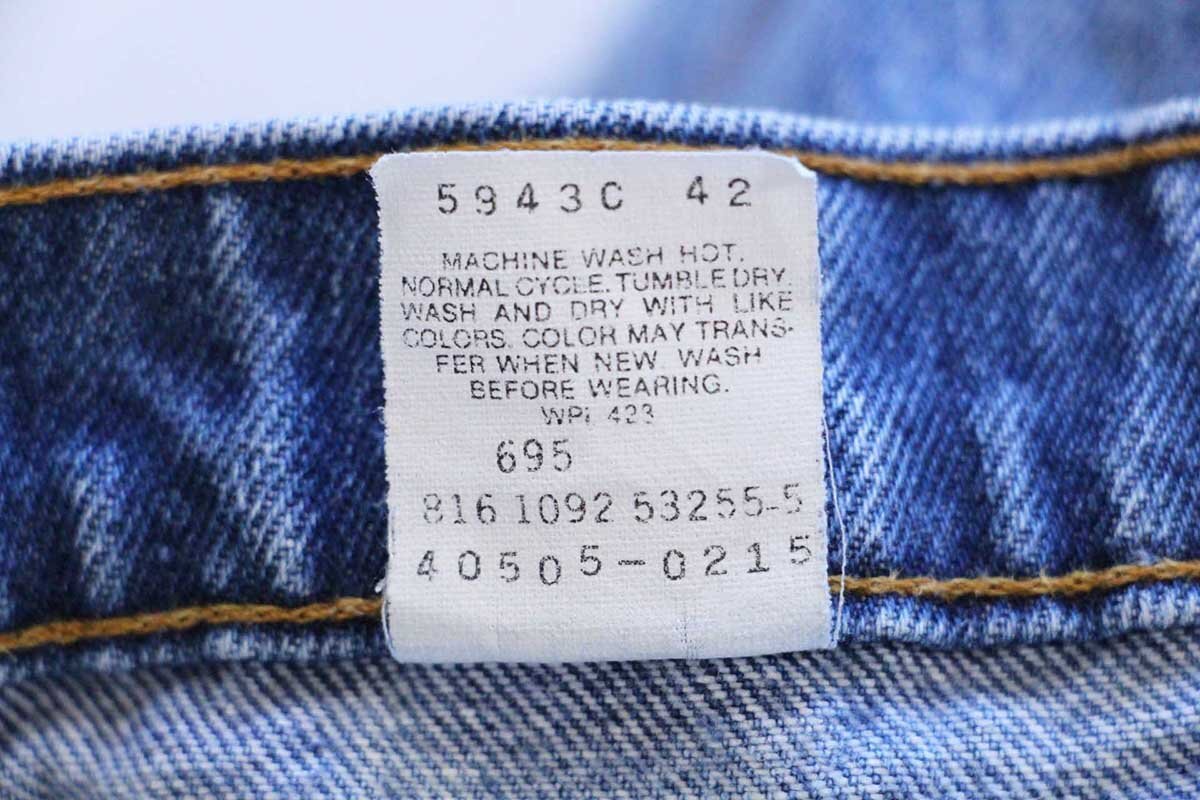 5943C 42
MACHINE WASH HOT.
NORMAL CYCLE. TUMBLE DRY.
WASH AND DRY WITH LIKE
COLORS. COLOR MAY TRANS-
FER WHEN NEW. WASH
BEFORE WEARING.
WPL 423
695
816 1092 53255-5
40505-0215